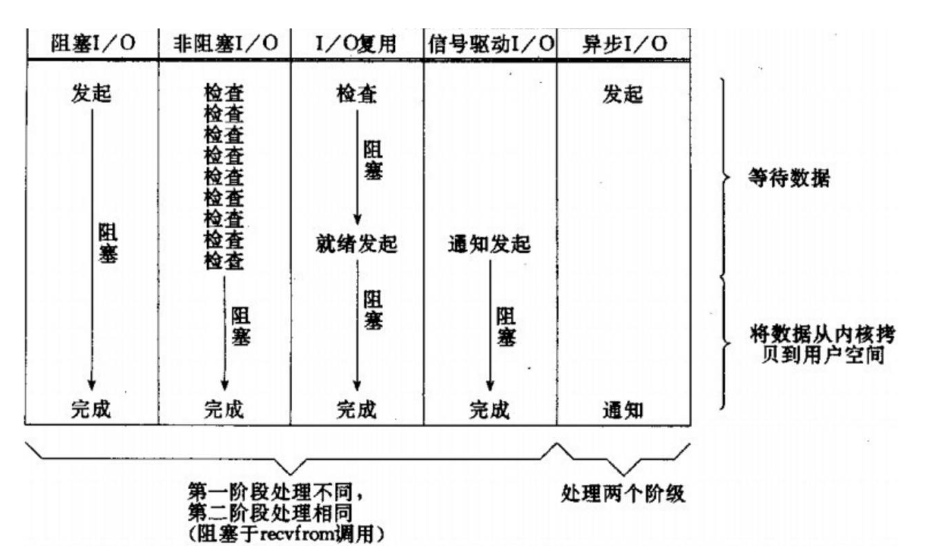 阻塞I/O 非阻塞I/O I/O复用 信号驱动I/O 异步I/O
发起 检查 检查 发起
检查
检查
检查
检查
检查
检查
检查
检查
阻塞
阻塞
等待数据
就绪发起 通知发起
阻塞
阻塞
阻塞
将数据从内核拷
贝到用户空间
完成 完成 完成 完成 通知
第一阶段处理不同，
第二阶段处理相同
(阻塞于recvfrom调用)
处理两个阶级